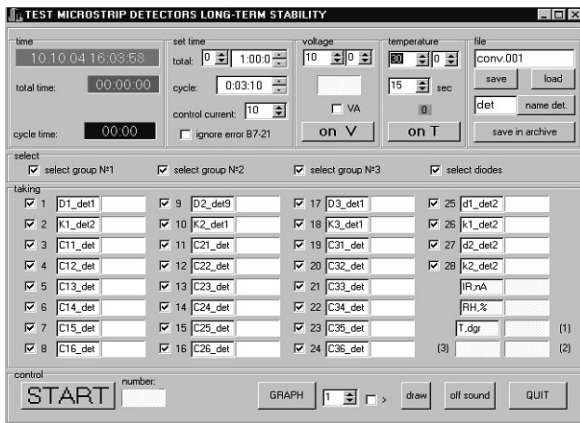 TEST MICROSTRIP DETECTORS LONG-TERM STABILITY
time
10.10.04 16:03:58
total time: 00:00:00
cycle time: 00:00
set time
total: 0 1:00:0
cycle: 0:03:10
control current: 10
ignore error B7-21
voltage
10 0
VA
on V
temperature
30 0
15 sec
0
on T
file
conv.001
save load
det name det.
save in archive
select
select group №1 select group №2 select group №3 select diodes
taking
1 D1_det1 9 D2_det9 17 D3_det1 25 d1_det2
2 K1_det2 10 K2_det1 18 K3_det1 26 k1_det2
3 C11_det 11 C21_det 19 C31_det 27 d2_det2
4 C12_det 12 C22_det 20 C32_det 28 k2_det2
5 C13_det 13 C23_det 21 C33_det IR,nA
6 C14_det 14 C24_det 22 C34_det RH,%
7 C15_det 15 C25_det 23 C35_det T,dgr (1)
8 C16_det 16 C26_det 24 C36_det (3) (2)
control
START number: GRAPH 1 > draw off sound QUIT